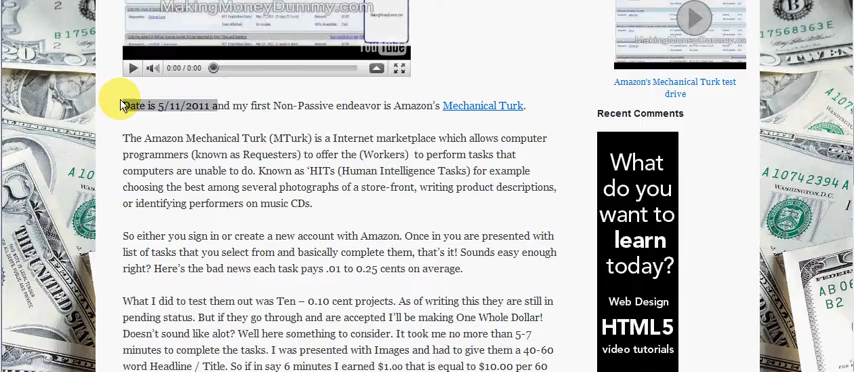 MakingMoneyDummy.com
YouTube
0:00 / 0:00
Date is 5/11/2011 and my first Non-Passive endeavor is Amazon's Mechanical Turk.
The Amazon Mechanical Turk (MTurk) is a Internet marketplace which allows computer
programmers (known as Requesters) to offer the (Workers) to perform tasks that
computers are unable to do. Known as 'HITs (Human Intelligence Tasks) for example
choosing the best among several photographs of a store-front, writing product descriptions,
or identifying performers on music CDs.
So either you sign in or create a new account with Amazon. Once in you are presented with
list of tasks that you select from and basically complete them, that's it! Sounds easy enough
right? Here's the bad news each task pays .01 to 0.25 cents on average.
What I did to test them out was Ten – 0.10 cent projects. As of writing this they are still in
pending status. But if they go through and are accepted I'll be making One Whole Dollar!
Doesn't sound like alot? Well here something to consider. It took me no more than 5-7
minutes to complete the tasks. I was presented with Images and had to give them a 40-60
word Headline / Title. So if in say 6 minutes I earned $1.00 that is equal to $10.00 per 60
MakingMoneyDummy.com
Amazon's Mechanical Turk test
drive
Recent Comments
What
do you
want to
learn
today?
Web Design
HTML5
video tutorials
A10742394 A
WASHINGTON, D.C.